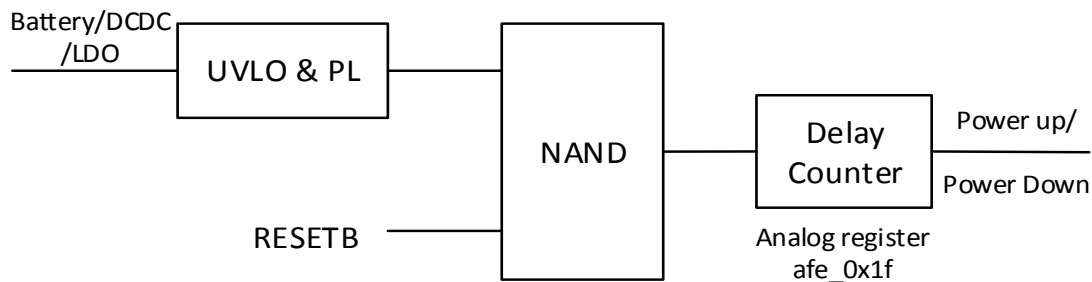 Battery/DCDC
/LDO
UVLO & PL
NAND
RESETB
Delay
Counter
Analog register
afe_0x1f
Power up/
Power Down